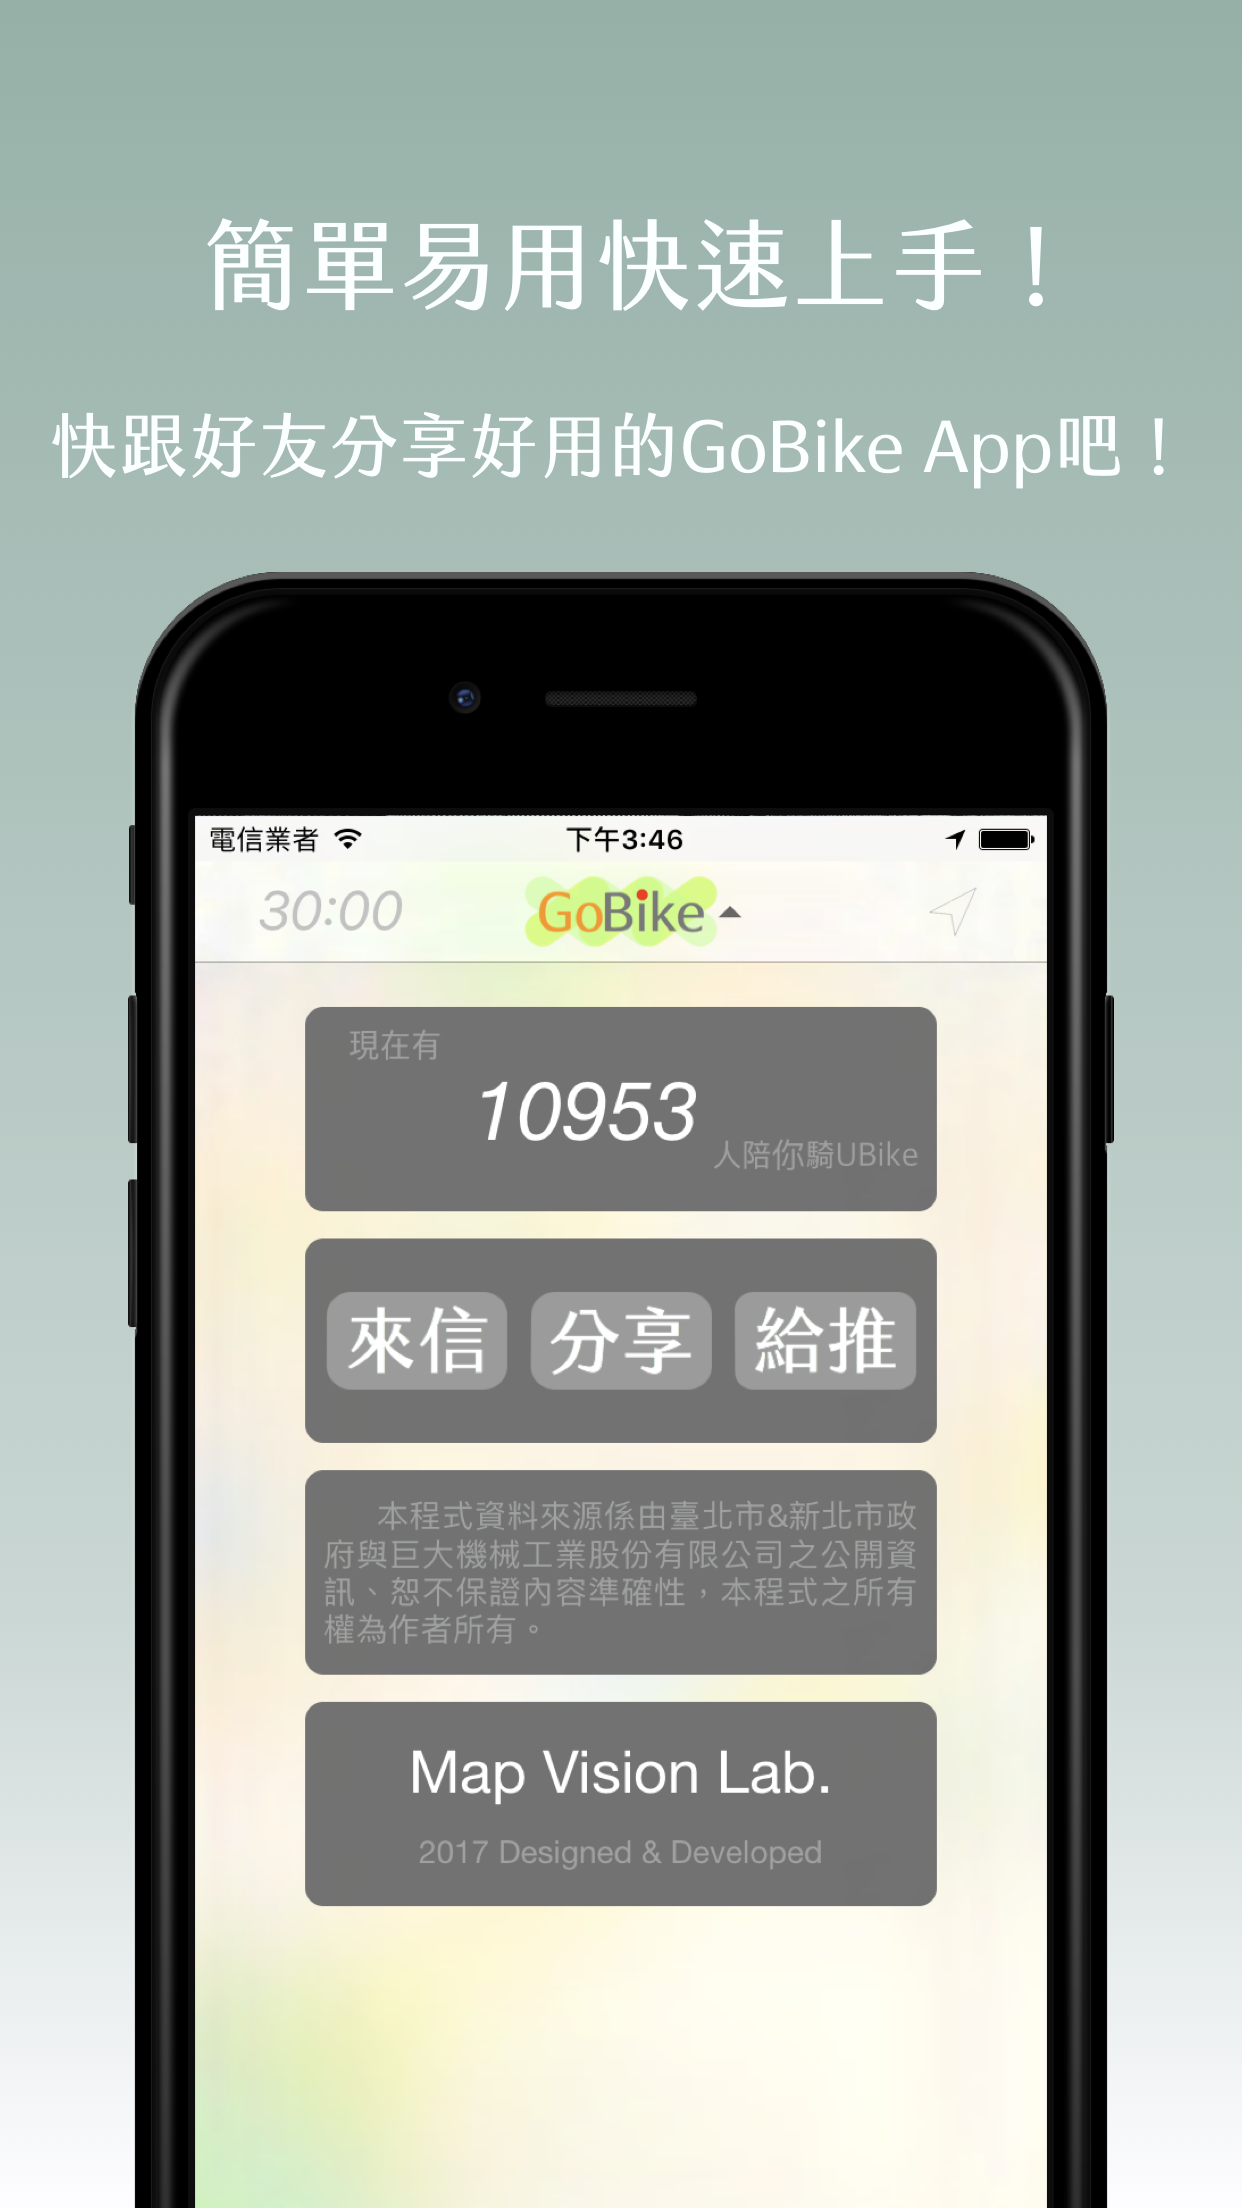 簡單易用快速上手！
快跟好友分享好用的GoBike App吧！
電信業者 下午3:46
30:00 GoBike
現在有
10953
人陪你騎UBike
來信 分享 給推
本程式資料來源係由臺北市&新北市政
府與巨大機械工業股份有限公司之公開資
訊、恕不保證內容準確性，本程式之所有
權為作者所有。
Map Vision Lab.
2017 Designed & Developed